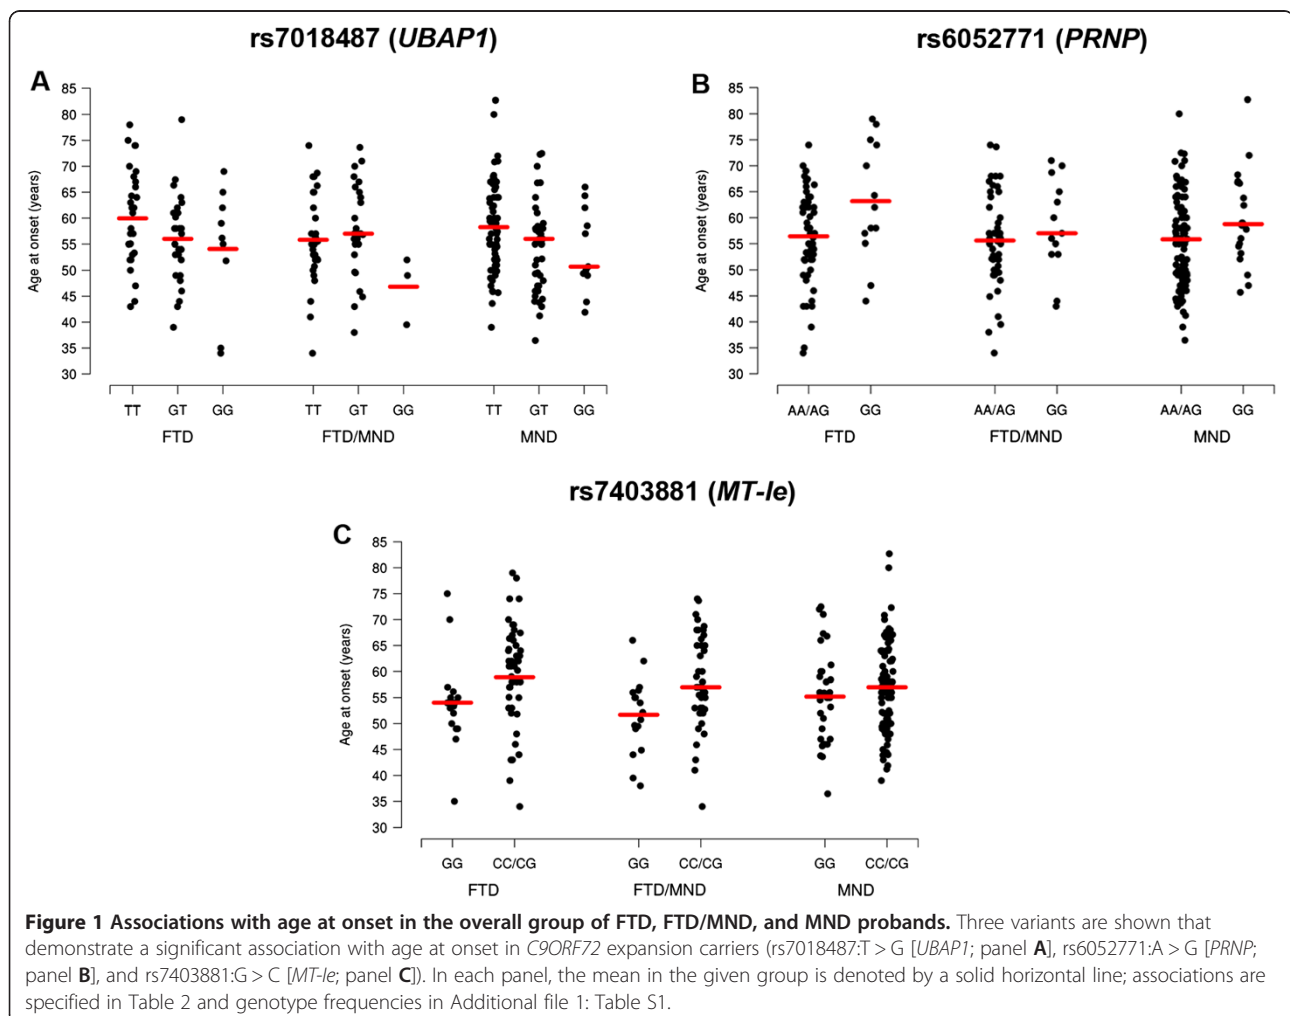 rs7018487 (UBAP1)
A
Age at onset (years)
85
80
75
70
65
60
55
50
45
40
35
30
TT GT GG TT GT GG TT GT GG
FTD FTD/MND MND
rs6052771 (PRNP)
B
Age at onset (years)
85
80
75
70
65
60
55
50
45
40
35
30
AA/AG GG AA/AG GG AA/AG GG
FTD FTD/MND MND
rs7403881 (MT-Ie)
C
Age at onset (years)
85
80
75
70
65
60
55
50
45
40
35
30
GG CC/CG GG CC/CG GG CC/CG
FTD FTD/MND MND
Figure 1 Associations with age at onset in the overall group of FTD, FTD/MND, and MND probands. Three variants are shown that
demonstrate a significant association with age at onset in C9ORF72 expansion carriers (rs7018487:T > G [UBAP1; panel A], rs6052771:A > G [PRNP;
panel B], and rs7403881:G > C [MT-Ie; panel C]). In each panel, the mean in the given group is denoted by a solid horizontal line; associations are
specified in Table 2 and genotype frequencies in Additional file 1: Table S1.